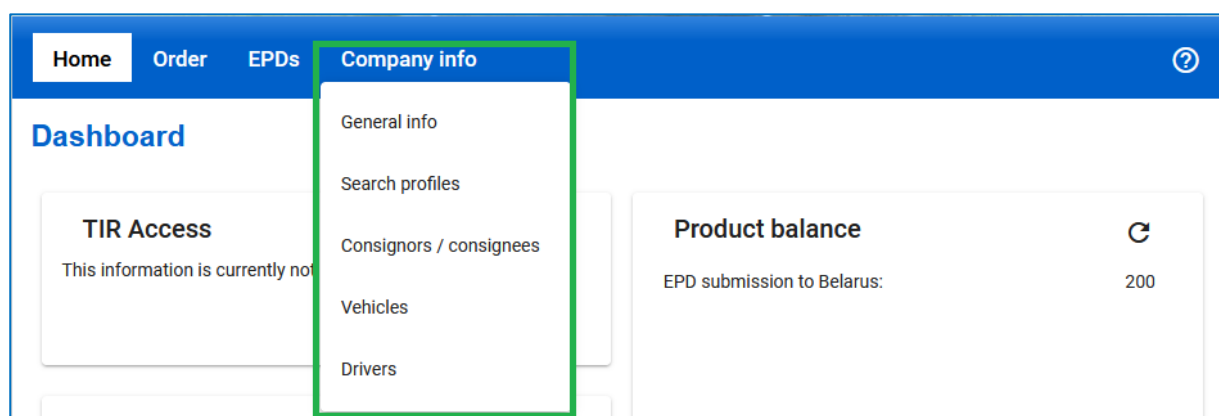 Home Order EPDs Company info
Dashboard
General info
Search profiles
Consignors / consignees
Vehicles
Drivers
TIR Access
This information is currently not
Product balance
EPD submission to Belarus: 200